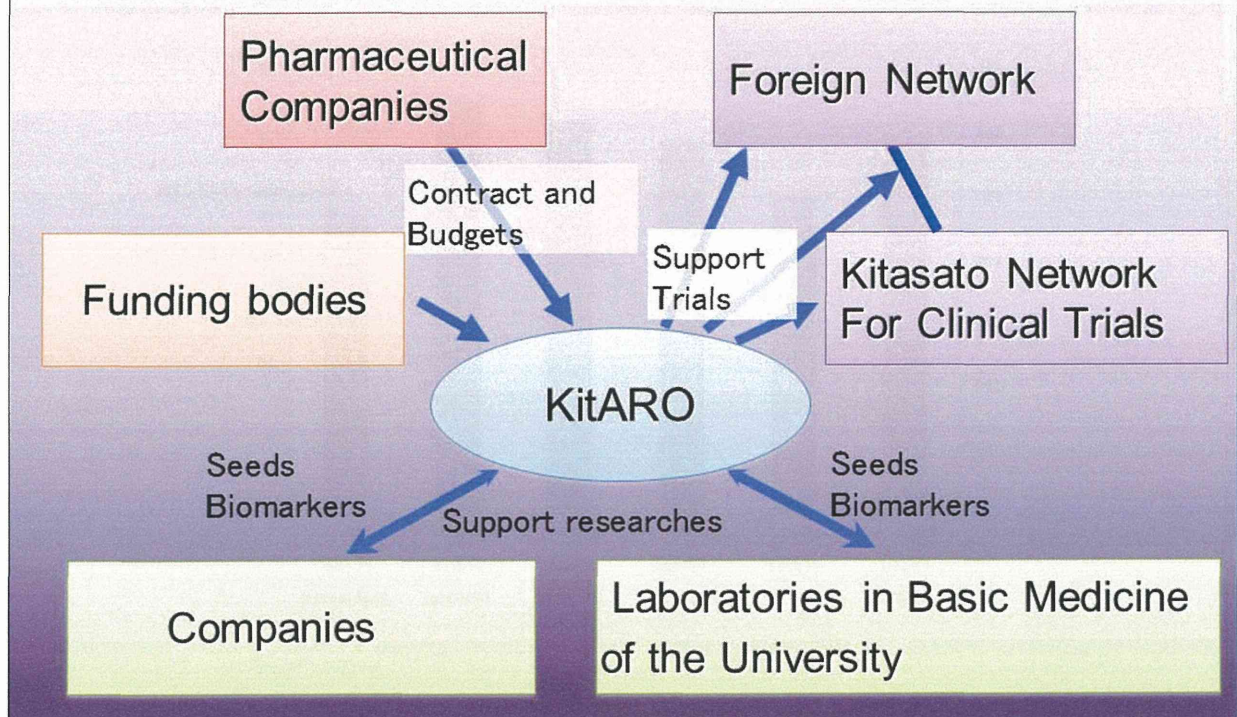 Pharmaceutical
Companies
Foreign Network
Contract and
Budgets
Funding bodies
Support
Trials
Kitasato Network
For Clinical Trials
KitARO
Seeds
Biomarkers
Support researches
Seeds
Biomarkers
Companies
Laboratories in Basic Medicine
of the University